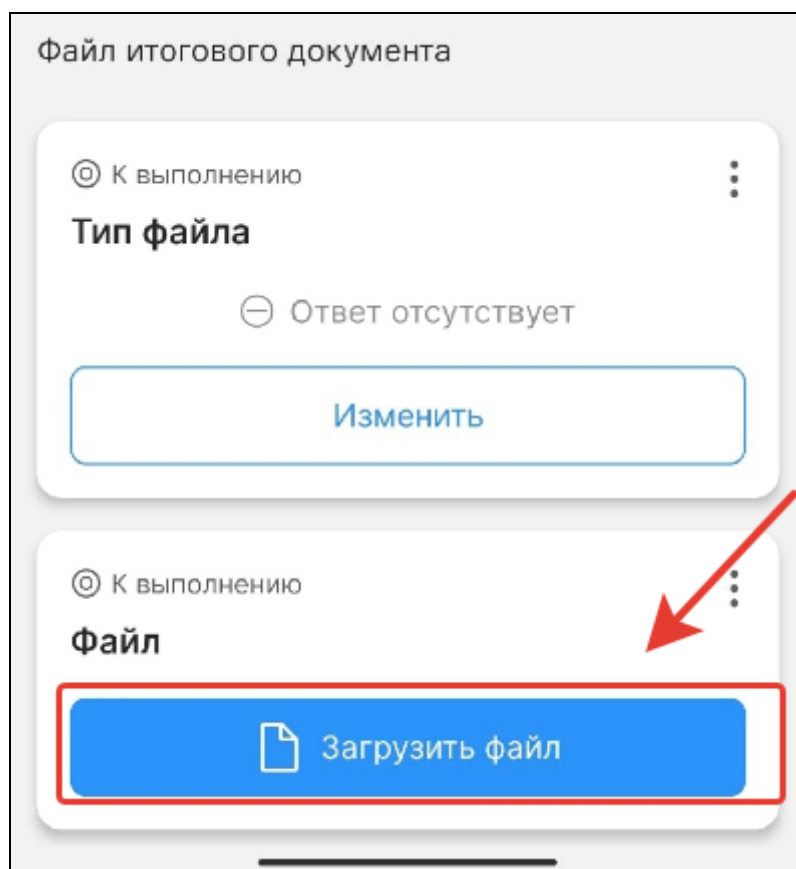 Файл итогового документа
К выполнению
Тип файла
Ответ отсутствует
Изменить
К выполнению
Файл
Загрузить файл